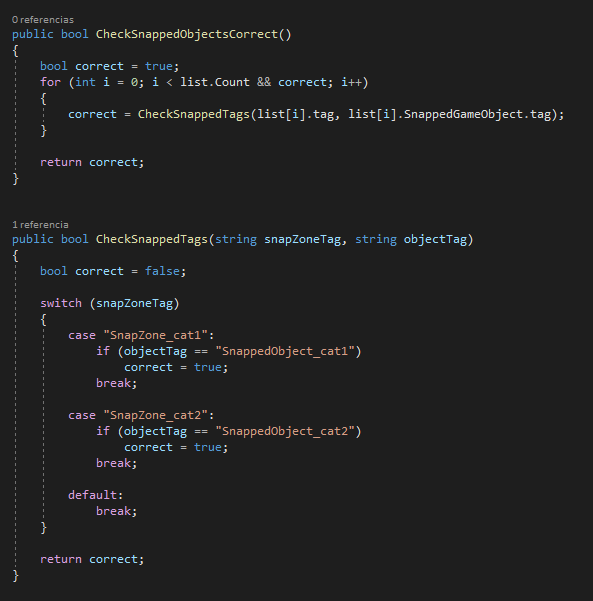 0 referencias
public bool CheckSnappedObjectsCorrect()
{
bool correct = true;
for (int i = 0; i < list.Count && correct; i++)
{
correct = CheckSnappedTags(list[i].tag, list[i].SnappedGameObject.tag);
}
return correct;
}
1 referencia
public bool CheckSnappedTags(string snapZoneTag, string objectTag)
{
bool correct = false;
switch (snapZoneTag)
{
case "SnapZone_cat1":
if (objectTag == "SnappedObject_cat1")
correct = true;
break;
case "SnapZone_cat2":
if (objectTag == "SnappedObject_cat2")
correct = true;
break;
default:
break;
}
return correct;
}